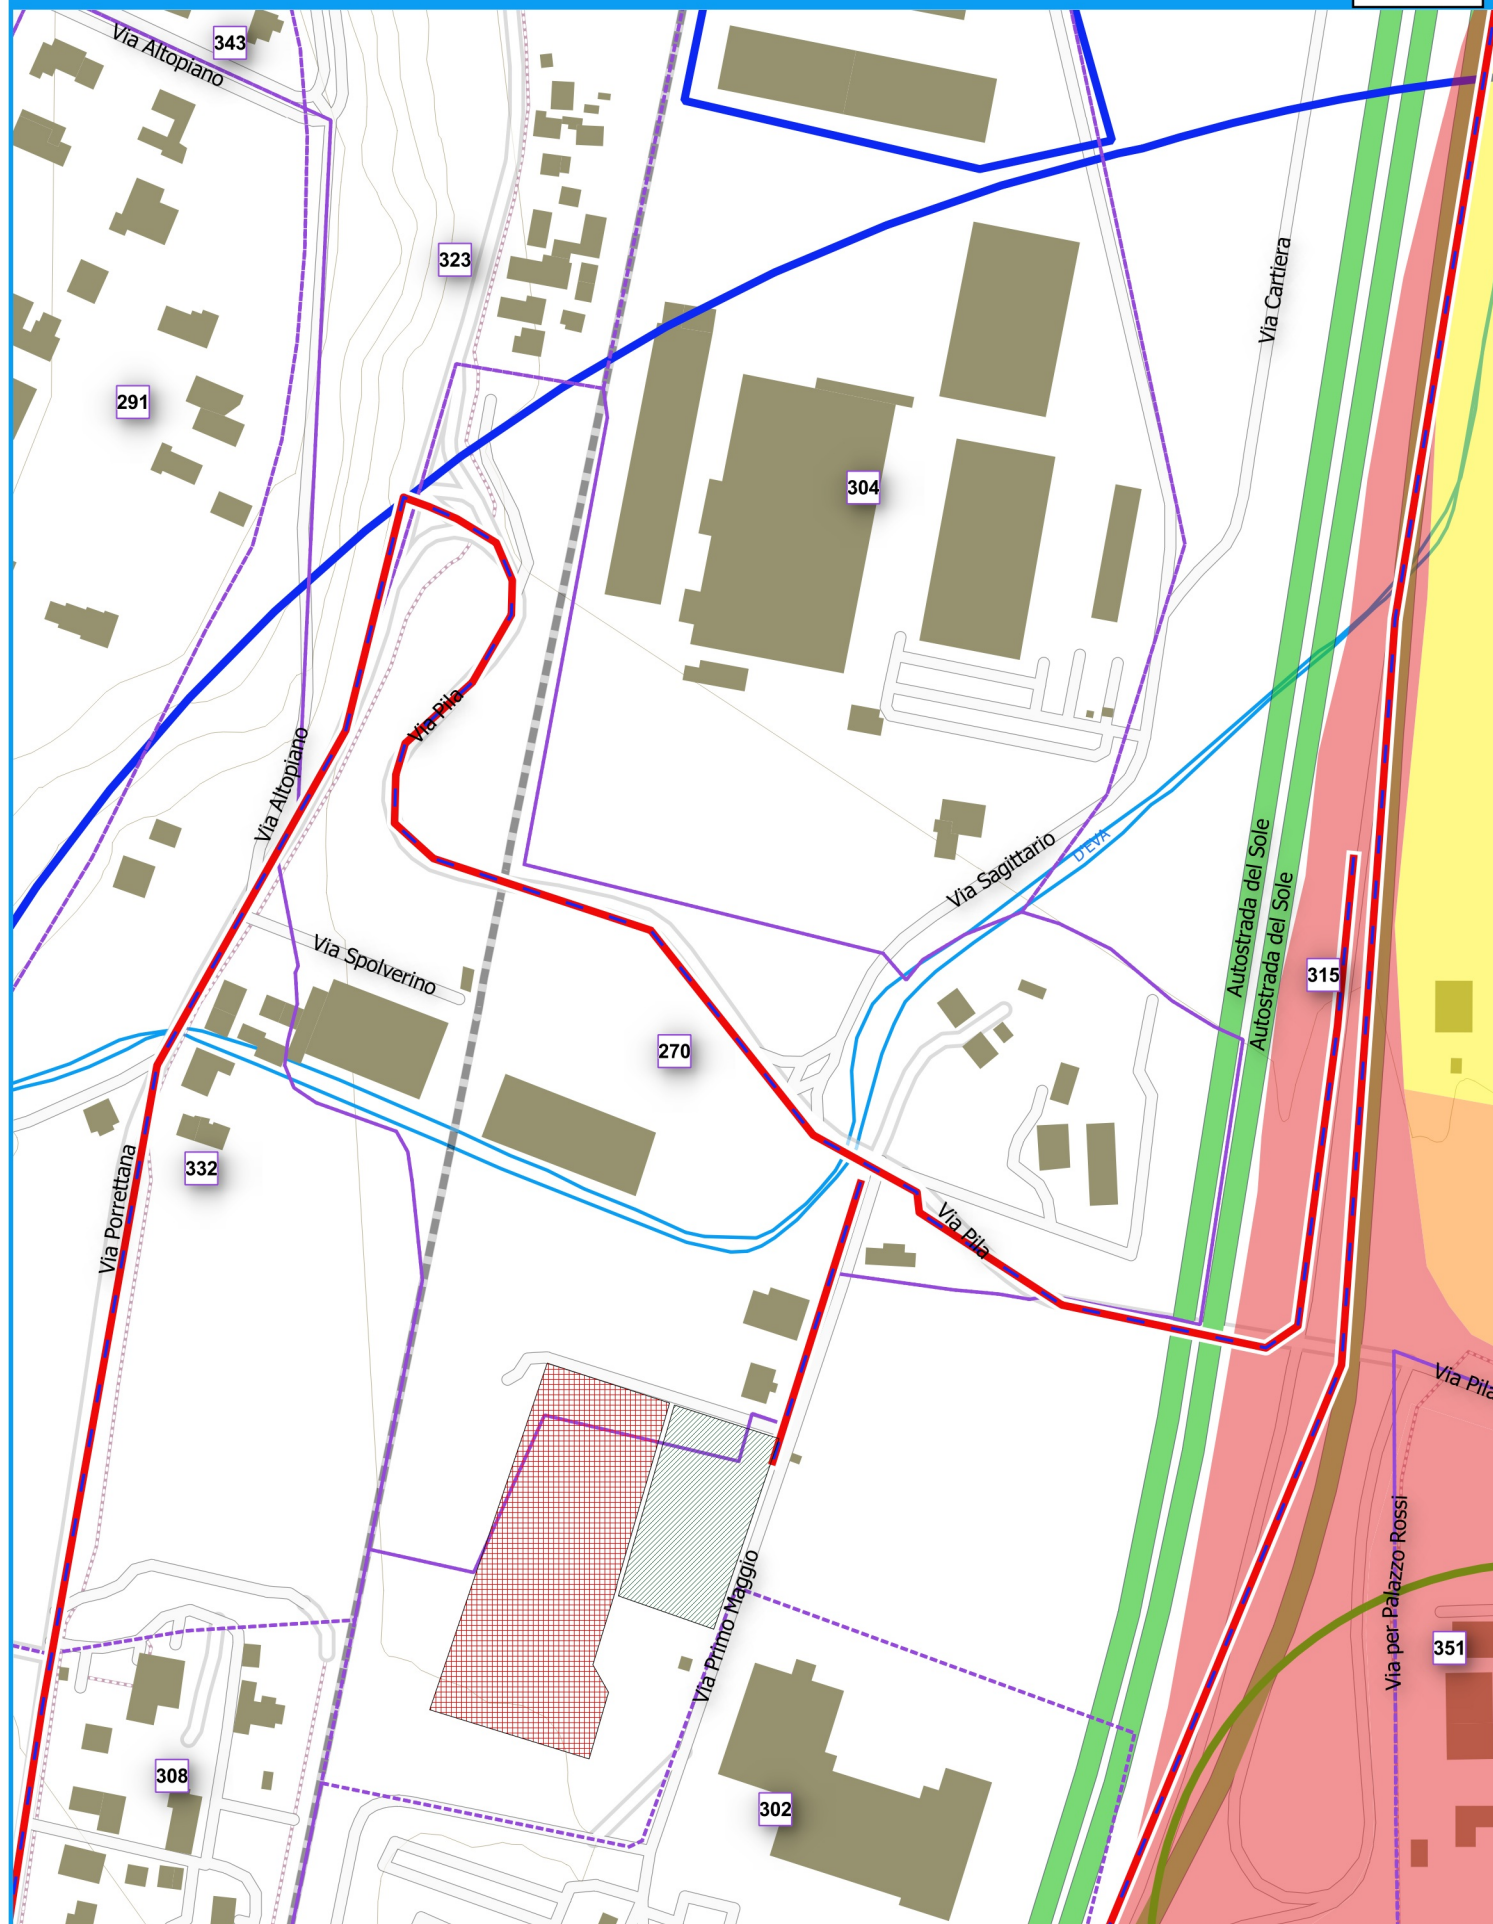 343
Via Altopiano
323
Via Cartiera
291
304
Via Pila
Via Altopiano
D'EVA
Via Sagittario
Autostrada del Sole
Autostrada del Sole
Via Spolverino
315
270
332
Via Porrettana
Via Pila
Via Pila
Via per Palazzo Rossi
Via Primo Maggio
351
308
302